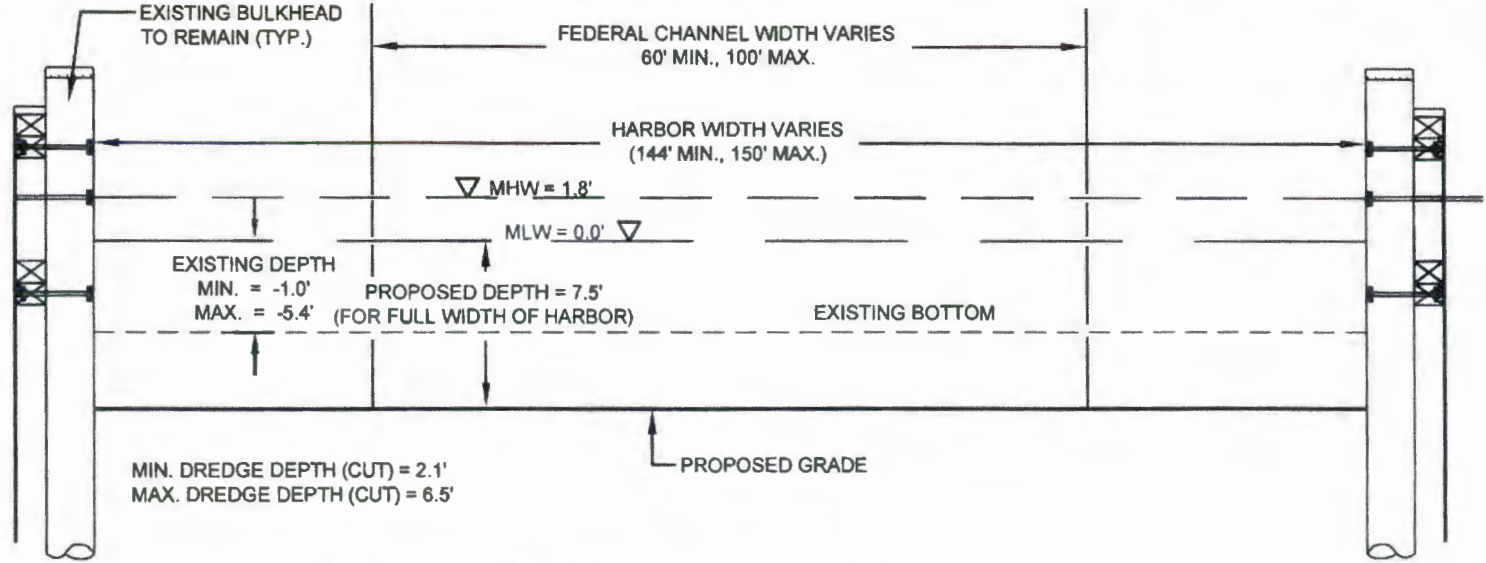 EXISTING BULKHEAD
TO REMAIN (TYP.)
FEDERAL CHANNEL WIDTH VARIES
60' MIN., 100' MAX.
HARBOR WIDTH VARIES
(144' MIN., 150' MAX.)
MHW = 1.8'
MLW = 0.0'
EXISTING DEPTH
MIN. = -1.0'
MAX. = -5.4'
PROPOSED DEPTH = 7.5'
(FOR FULL WIDTH OF HARBOR)
EXISTING BOTTOM
PROPOSED GRADE
MIN. DREDGE DEPTH (CUT) = 2.1'
MAX. DREDGE DEPTH (CUT) = 6.5'